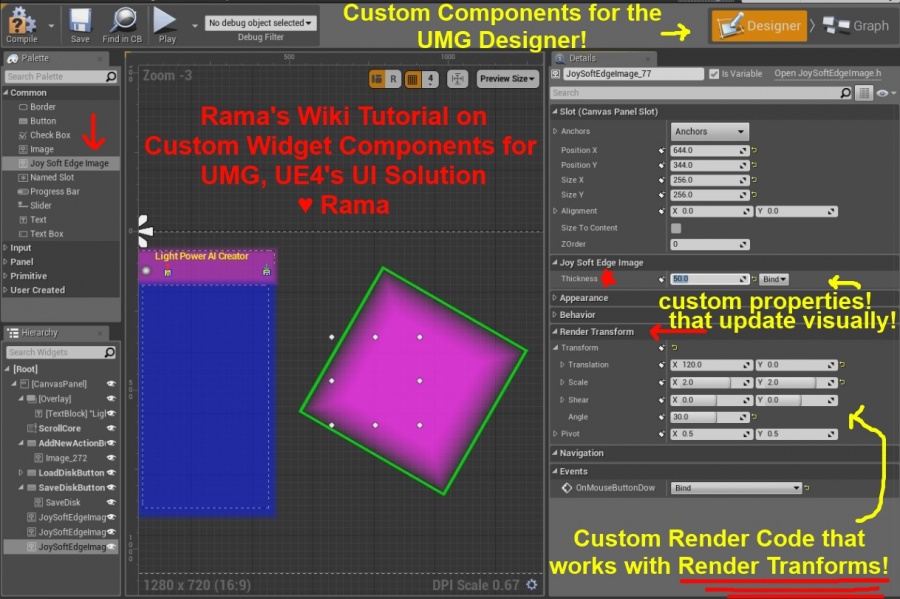 Compile
Save
Find in CB
Play
No debug object selected
Debug Filter
Custom Components for the
UMG Designer!
Designer
Graph
Palette
Search Palette
Common
Border
Button
Check Box
Image
Joy Soft Edge Image
Named Slot
Progress Bar
Slider
Text
Text Box
Input
Panel
Primitive
User Created
Hierarchy
Search Widgets
[Root]
[CanvasPanel]
[Overlay]
[TextBlock] "Ligh
ScrollCore
AddNewActionB
Image_272
LoadDiskButton
SaveDiskButton
SaveDisk
JoySoftEdgeImag
JoySoftEdgeImag
JoySoftEdgeImag
500
1000
Zoom -3
R
4
Preview Size
Rama's Wiki Tutorial on
Custom Widget Components for
UMG, UE4's UI Solution
♥ Rama
0
Light Power AI Creator
1280 x 720 (16:9)
DPI Scale 0.67
Details
JoySoftEdgeImage_77
Is Variable
Open JoySoftEdgeImage.h
Search
Slot (Canvas Panel Slot)
Anchors
Anchors
Position X
644.0
Position Y
344.0
Size X
256.0
Size Y
256.0
Alignment
X 0.0
Y 0.0
Size To Content
ZOrder
0
Joy Soft Edge Image
Thickness
50.0
Bind
custom properties!
that update visually!
Appearance
Behavior
Render Transform
Transform
Translation
X 120.0
Y 0.0
Scale
X 2.0
Y 2.0
Shear
X 0.0
Y 0.0
Angle
30.0
Pivot
X 0.5
Y 0.5
Navigation
Events
OnMouseButtonDow
Bind
Custom Render Code that
works with Render Tranforms!